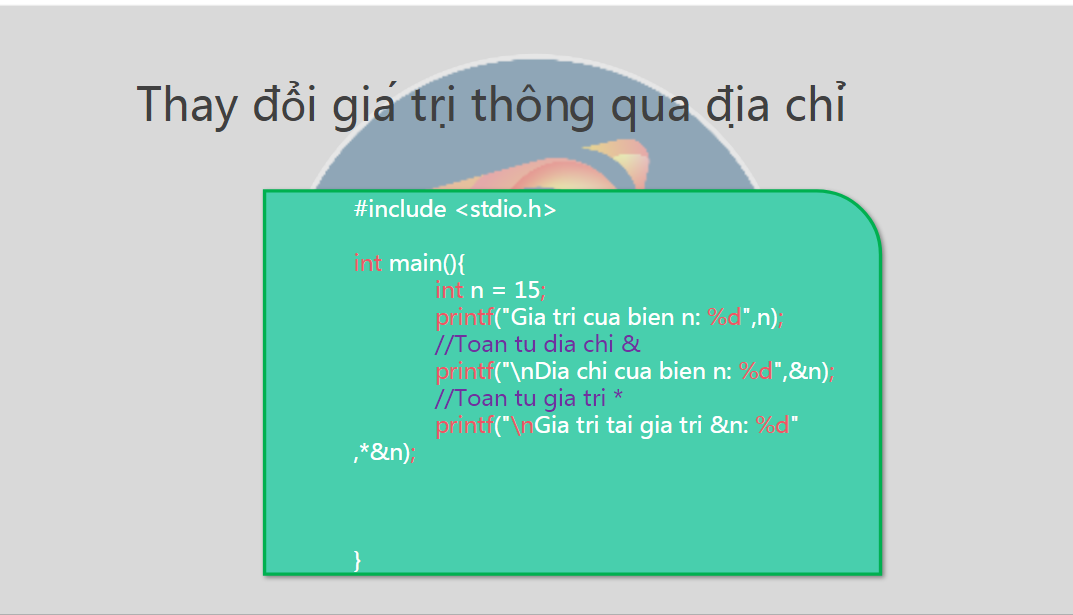 Thay đổi giá trị thông qua địa chỉ
#include <stdio.h>
int main(){
int n = 15;
printf("Gia tri cua bien n: %d",n);
//Toan tu dia chi &
printf("\nDia chi cua bien n: %d",&n);
//Toan tu gia tri *
printf("\nGia tri tai gia tri &n: %d"
,*&n);
}